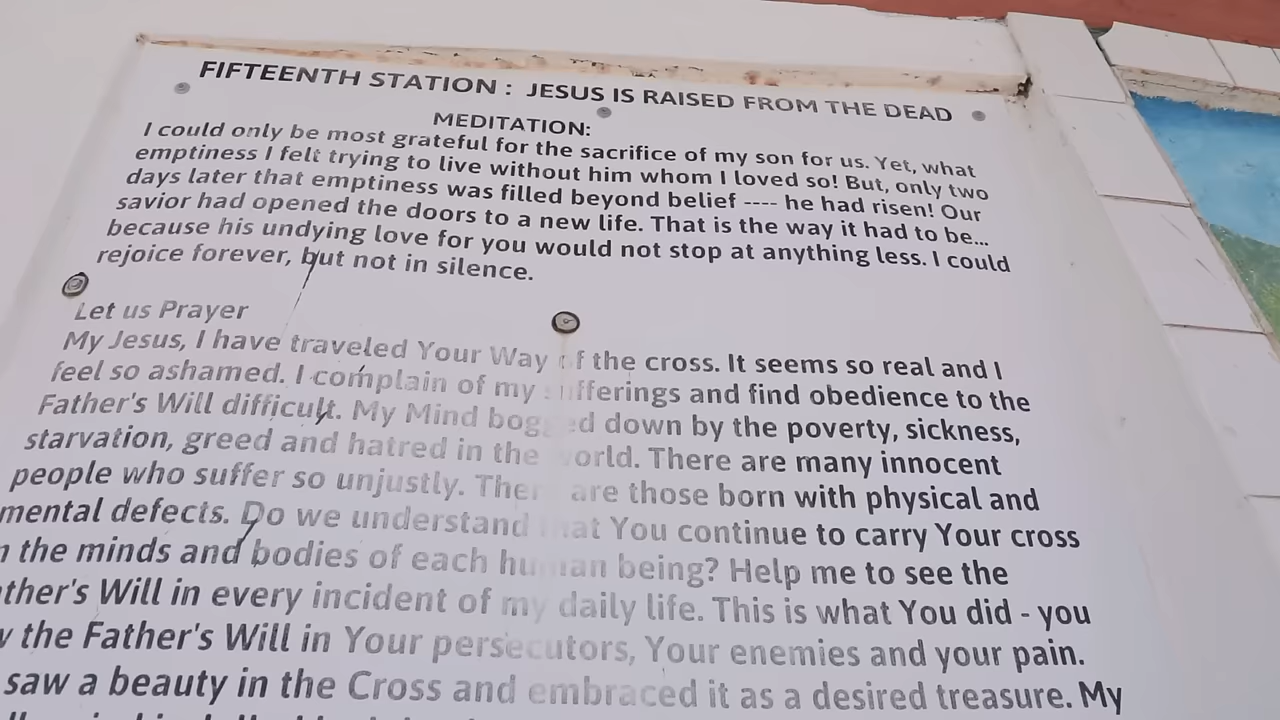 FIFTEENTH STATION : JESUS IS RAISED FROM THE DEAD
MEDITATION:
I could only be most grateful for the sacrifice of my son for us. Yet, what
emptiness I felt trying to live without him whom I loved so! But, only two
days later that emptiness was filled beyond belief ---- he had risen! Our
savior had opened the doors to a new life. That is the way it had to be...
because his undying love for you would not stop at anything less. I could
rejoice forever, but not in silence.
Let us Prayer
My Jesus, I have traveled Your Way of the cross. It seems so real and I
feel so ashamed. I complain of my sufferings and find obedience to the
Father's Will difficult. My Mind bogged down by the poverty, sickness,
starvation, greed and hatred in the world. There are many innocent
people who suffer so unjustly. There are those born with physical and
mental defects. Do we understand that You continue to carry Your cross
the minds and bodies of each human being? Help me to see the
Will in every incident of my daily life. This is what You did - you
the Father's Will in Your persecutors, Your enemies and your pain.
saw a beauty in the Cross and embraced it as a desired treasure. My